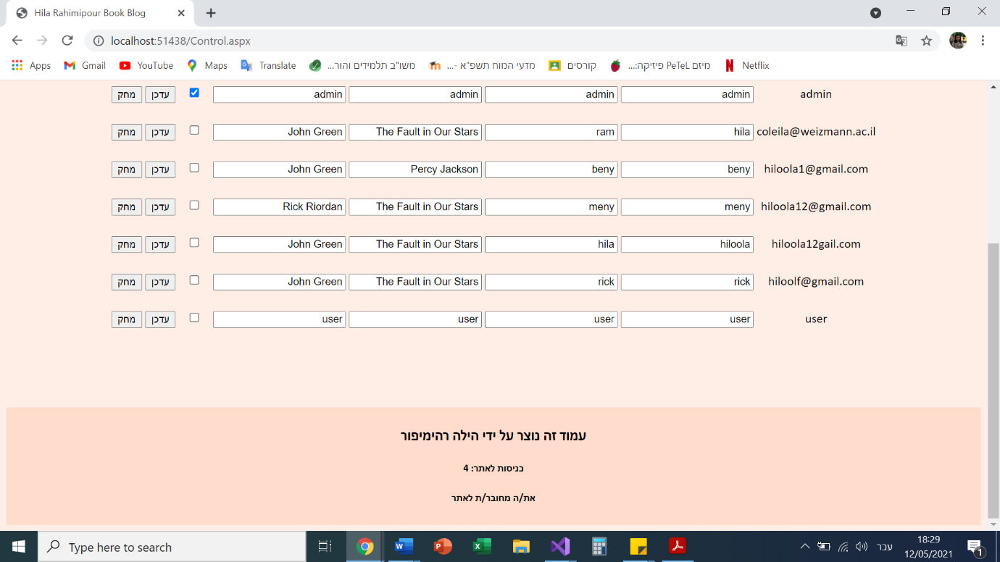 Hila Rahimipour Book Blog
localhost:51438/Control.aspx
Apps Gmail YouTube Maps Translate משו"ב תלמידים והור... מדעי המוח תשפ"א -... קורסים מיזם PeTeL פיזיקה:... Netflix
מחק עדכן admin admin admin admin admin
מחק עדכן John Green The Fault in Our Stars ram hila coleila@weizmann.ac.il
מחק עדכן John Green Percy Jackson beny beny hiloola1@gmail.com
מחק עדכן Rick Riordan The Fault in Our Stars meny meny hiloola12@gmail.com
מחק עדכן John Green The Fault in Our Stars hila hiloola hiloola12gail.com
מחק עדכן John Green The Fault in Our Stars rick rick hiloolf@gmail.com
מחק עדכן user user user user user
עמוד זה נוצר על ידי הילה רהימיפור
כניסות לאתר: 4
את/ה מחובר/ת לאתר
Type here to search
עבר
18:29
12/05/2021
1